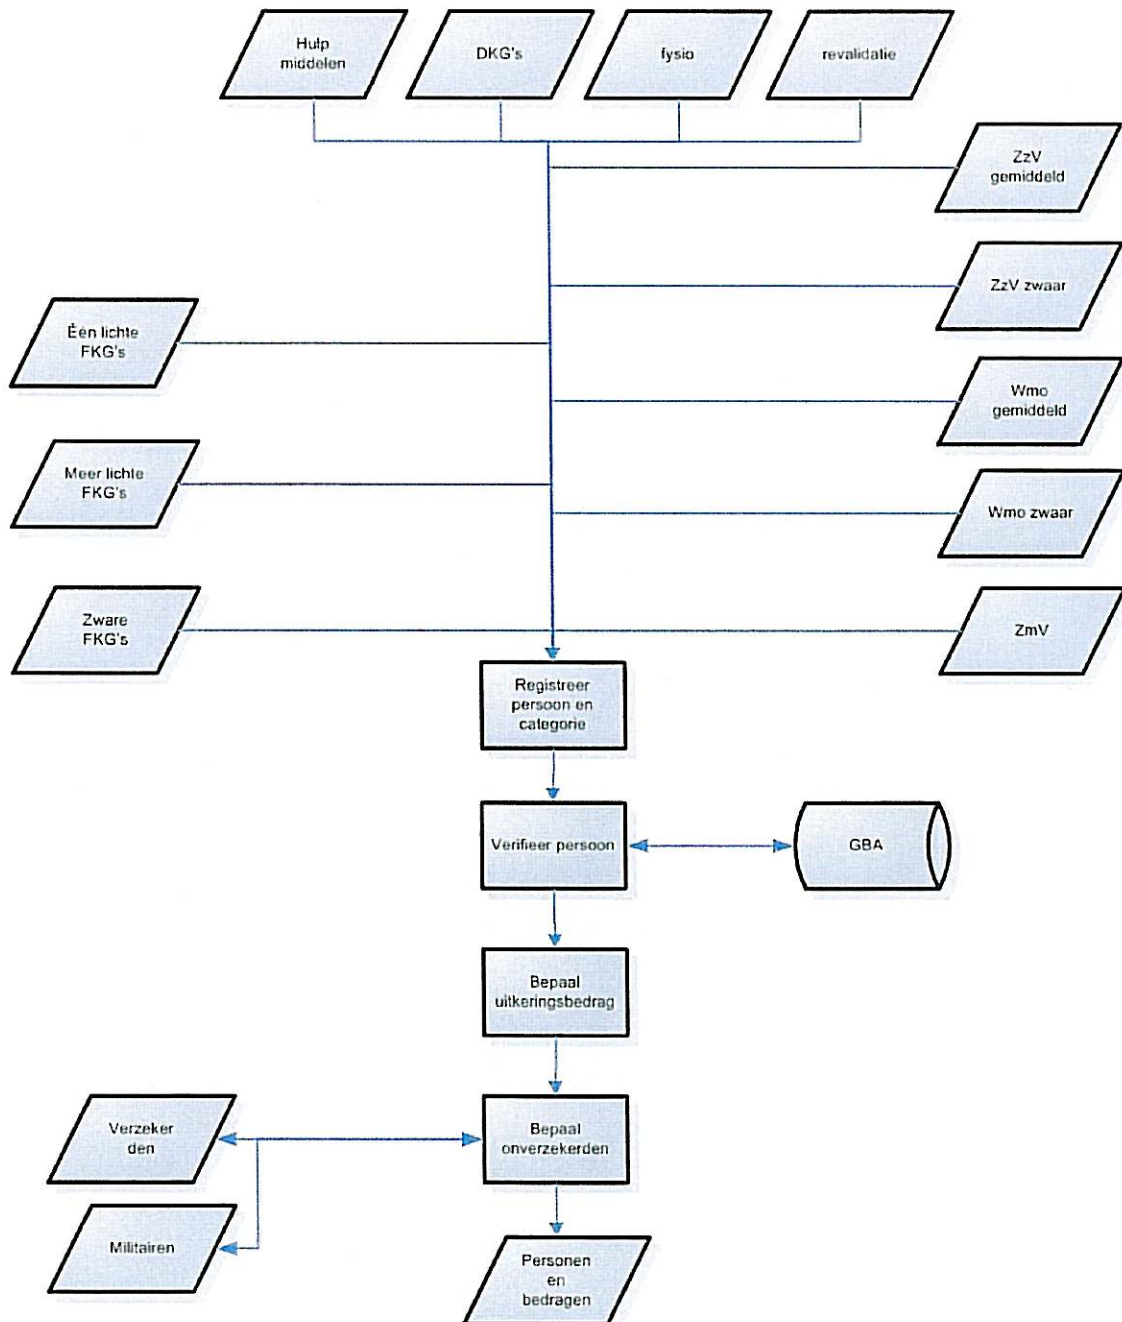 Hulp
middelen
DKG's
fysio
revalidatie
ZzV
gemiddeld
ZzV zwaar
Één lichte
FKG's
Wmo
gemiddeld
Meer lichte
FKG's
Wmo zwaar
Zware
FKG's
ZmV
Registreer
persoon en
categorie
Verifieer persoon
GBA
Bepaal
uitkeringsbedrag
Verzeker
den
Bepaal
onverzekerden
Militairen
Personen
en
bedragen